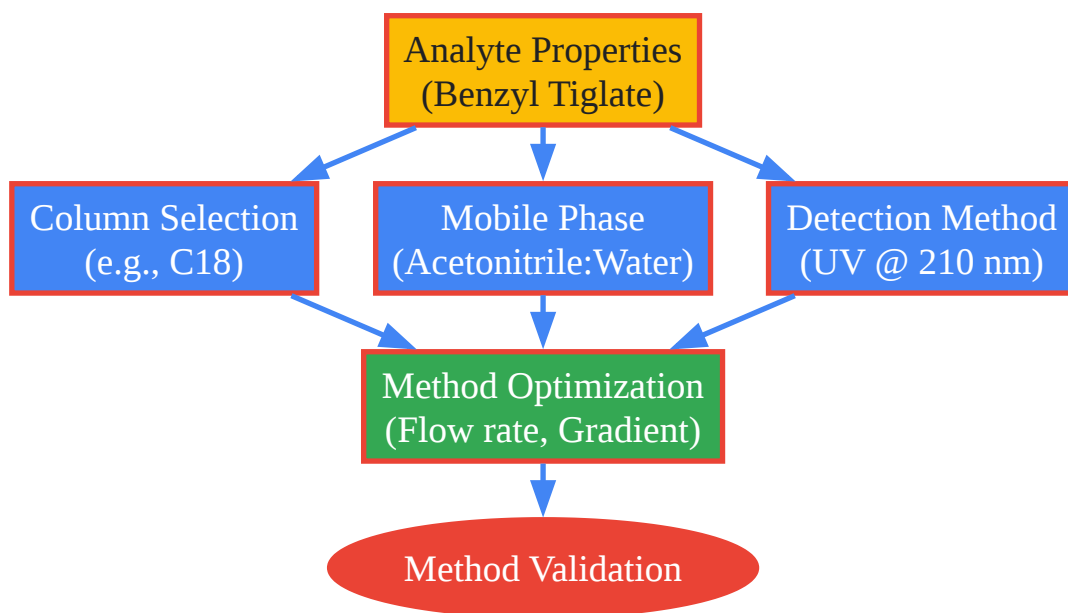 Analyte Properties
(Benzyl Tiglate)
Column Selection
(e.g., C18)
Mobile Phase
(Acetonitrile:Water)
Detection Method
(UV @ 210 nm)
Method Optimization
(Flow rate, Gradient)
Method Validation